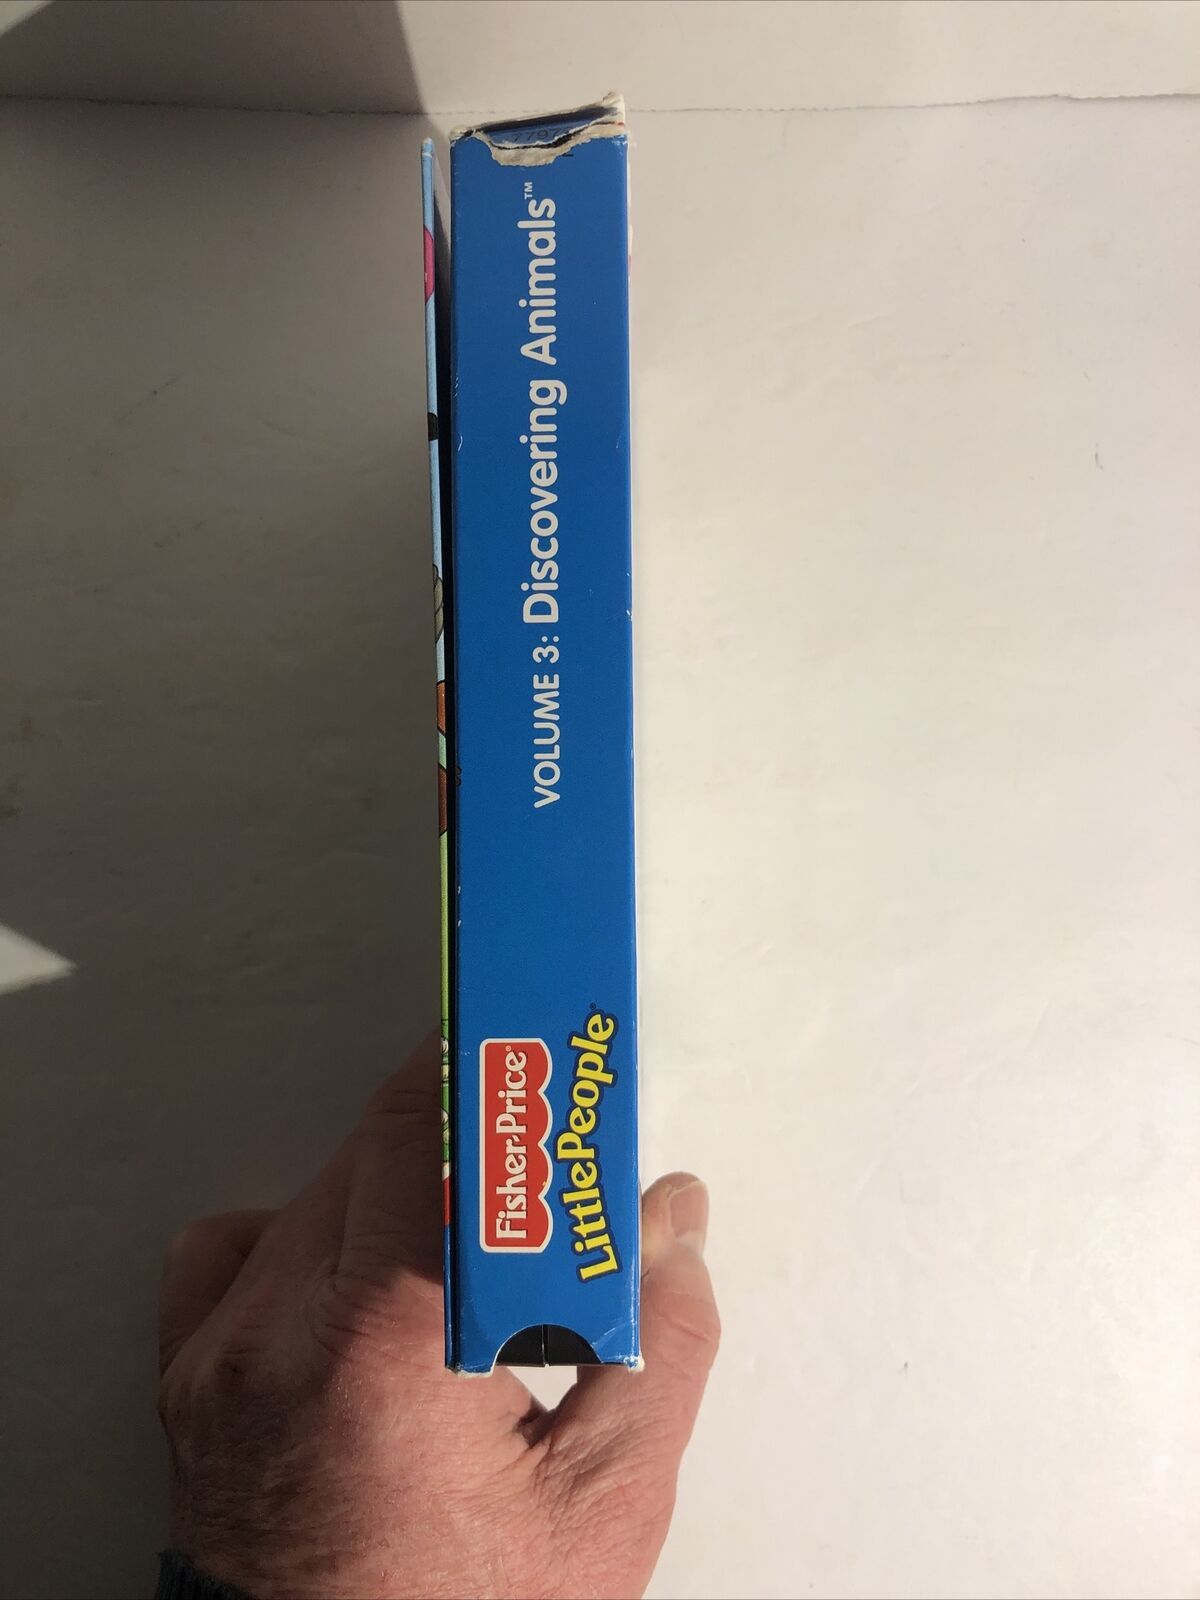 VOLUME 3: Discovering Animals™
Fisher-Price®
LittlePeople®